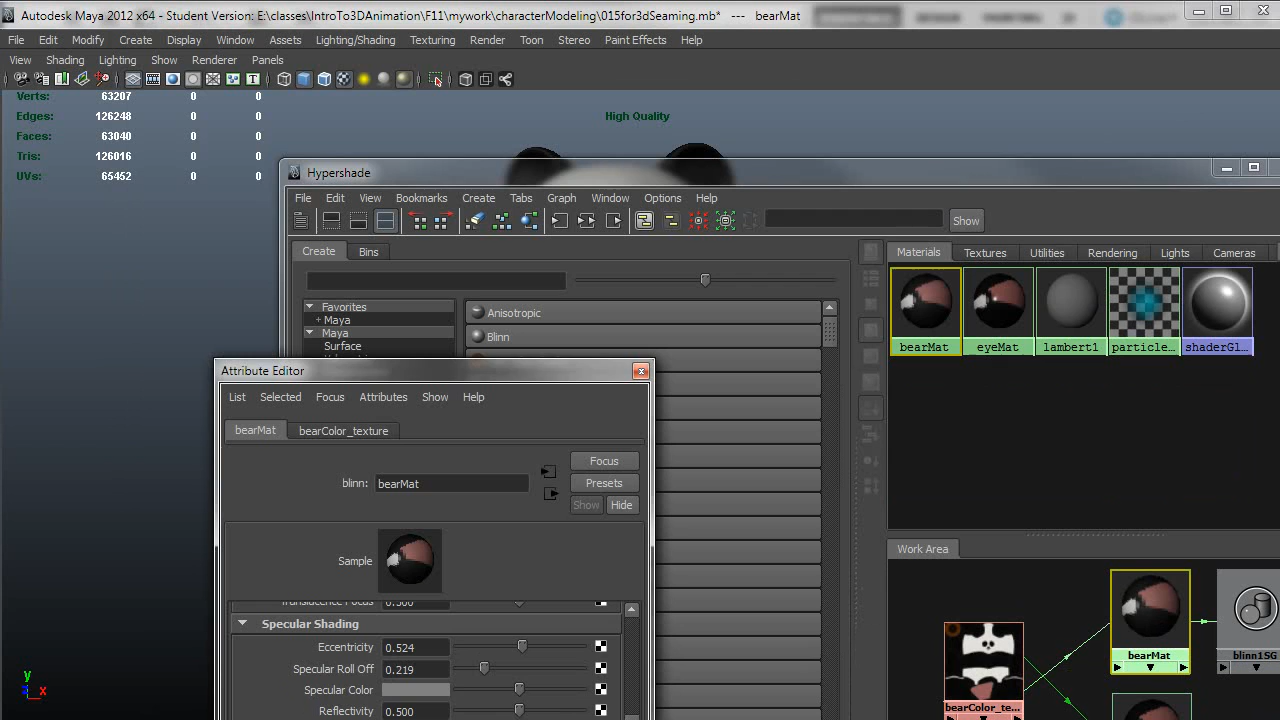 Autodesk Maya 2012 x64 - Student Version: E:\classes\IntroTo3DAnimation\F11\mywork\characterModeling\015for3dSeaming.mb* --- bearMat
File Edit Modify Create Display Window Assets Lighting/Shading Texturing Render Toon Stereo Paint Effects Help
View Shading Lighting Show Renderer Panels
Verts: 63207 0 0
Edges: 126248 0 0
Faces: 63040 0 0
Tris: 126016 0 0
UVs: 65452 0 0
High Quality
Hypershade
File Edit View Bookmarks Create Tabs Graph Window Options Help
Show
Create Bins
Favorites
+ Maya
Maya
Surface
Anisotropic
Blinn
Materials Textures Utilities Rendering Lights Cameras
bearMat eyeMat lambert1 particle... shaderGl...
Attribute Editor
List Selected Focus Attributes Show Help
bearMat bearColor_texture
blinn: bearMat
Focus
Presets
Show Hide
Sample
Translucence Focus 0.500
Specular Shading
Eccentricity 0.524
Specular Roll Off 0.219
Specular Color
Reflectivity 0.500
Work Area
bearMat
blinn1SG
bearColor_te...
y
z x